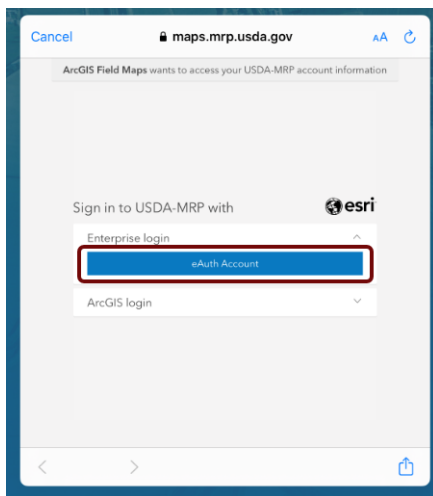 Cancel maps.mrp.usda.gov AA
ArcGIS Field Maps wants to access your USDA-MRP account information
Sign in to USDA-MRP with esri
Enterprise login
eAuth Account
ArcGIS login